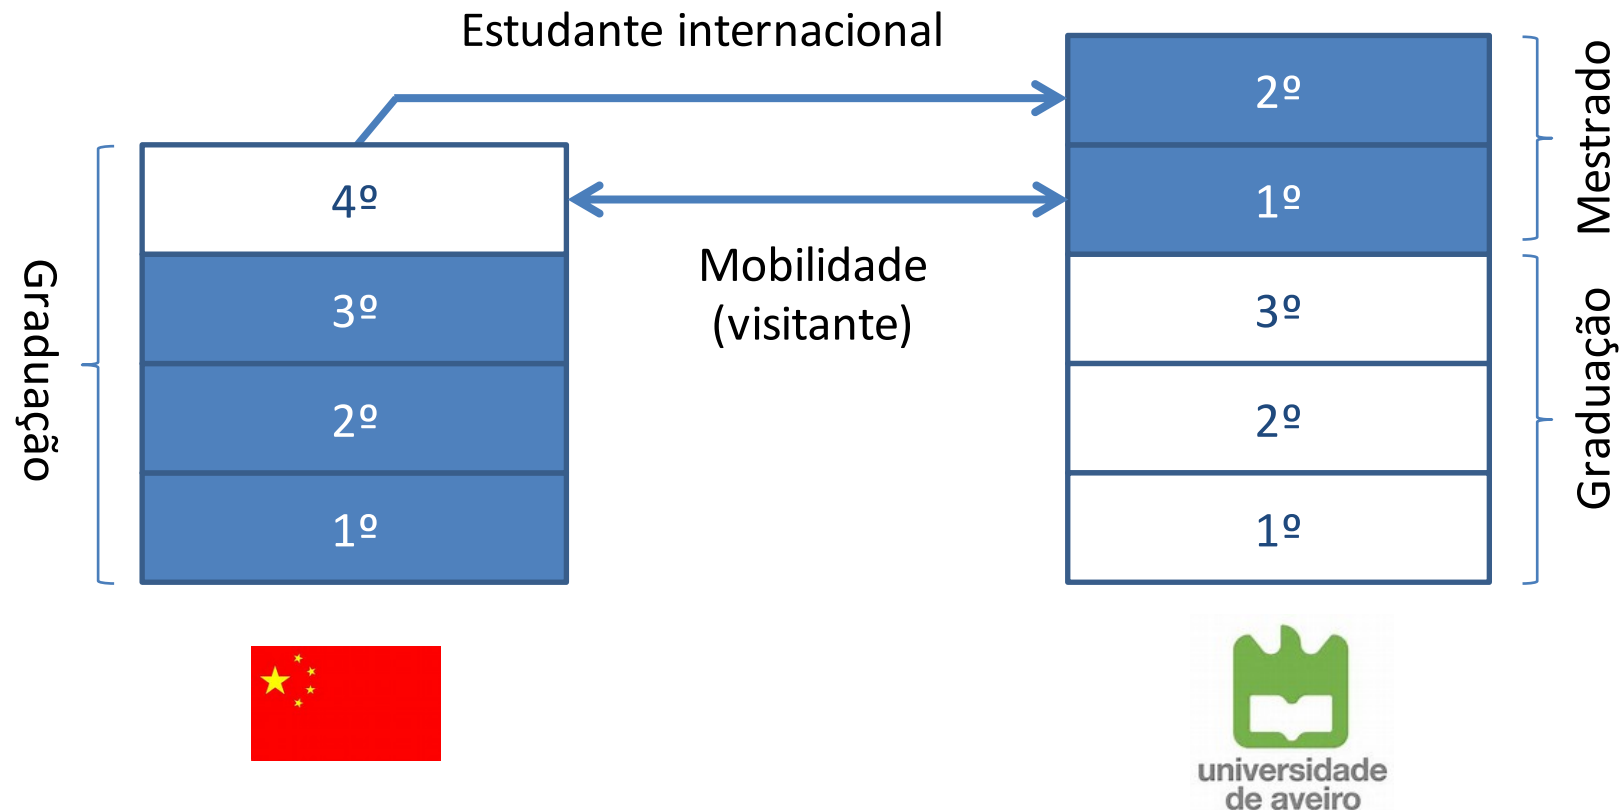 Estudante internacional
Graduação
4º
3º
2º
1º
Mobilidade
(visitante)
2º
1º
3º
2º
1º
Mestrado
Graduação
universidade
de aveiro